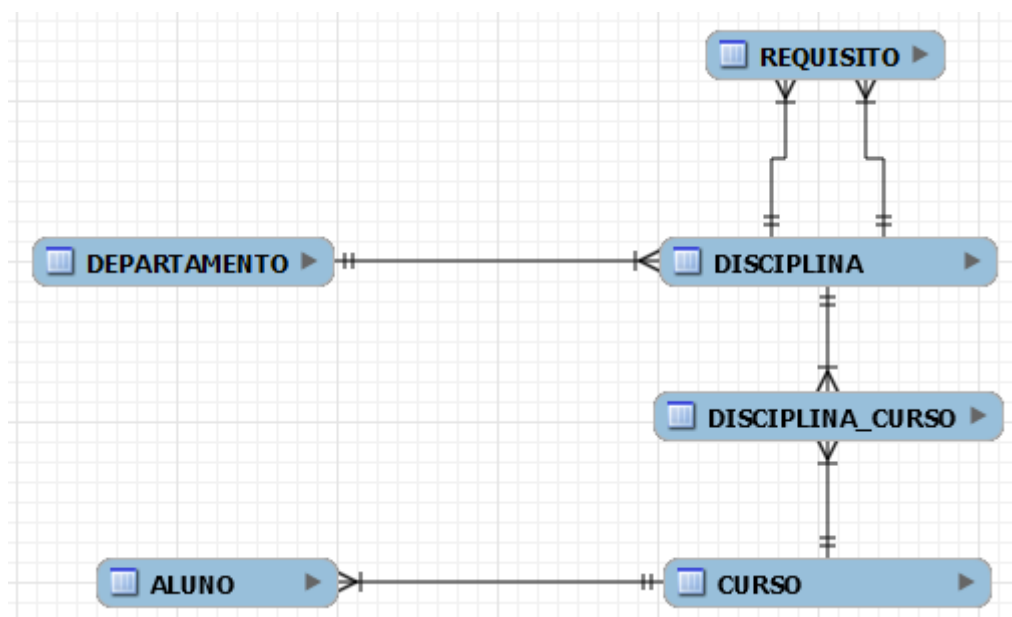 REQUISITO
DEPARTAMENTO
DISCIPLINA
DISCIPLINA_CURSO
ALUNO
CURSO